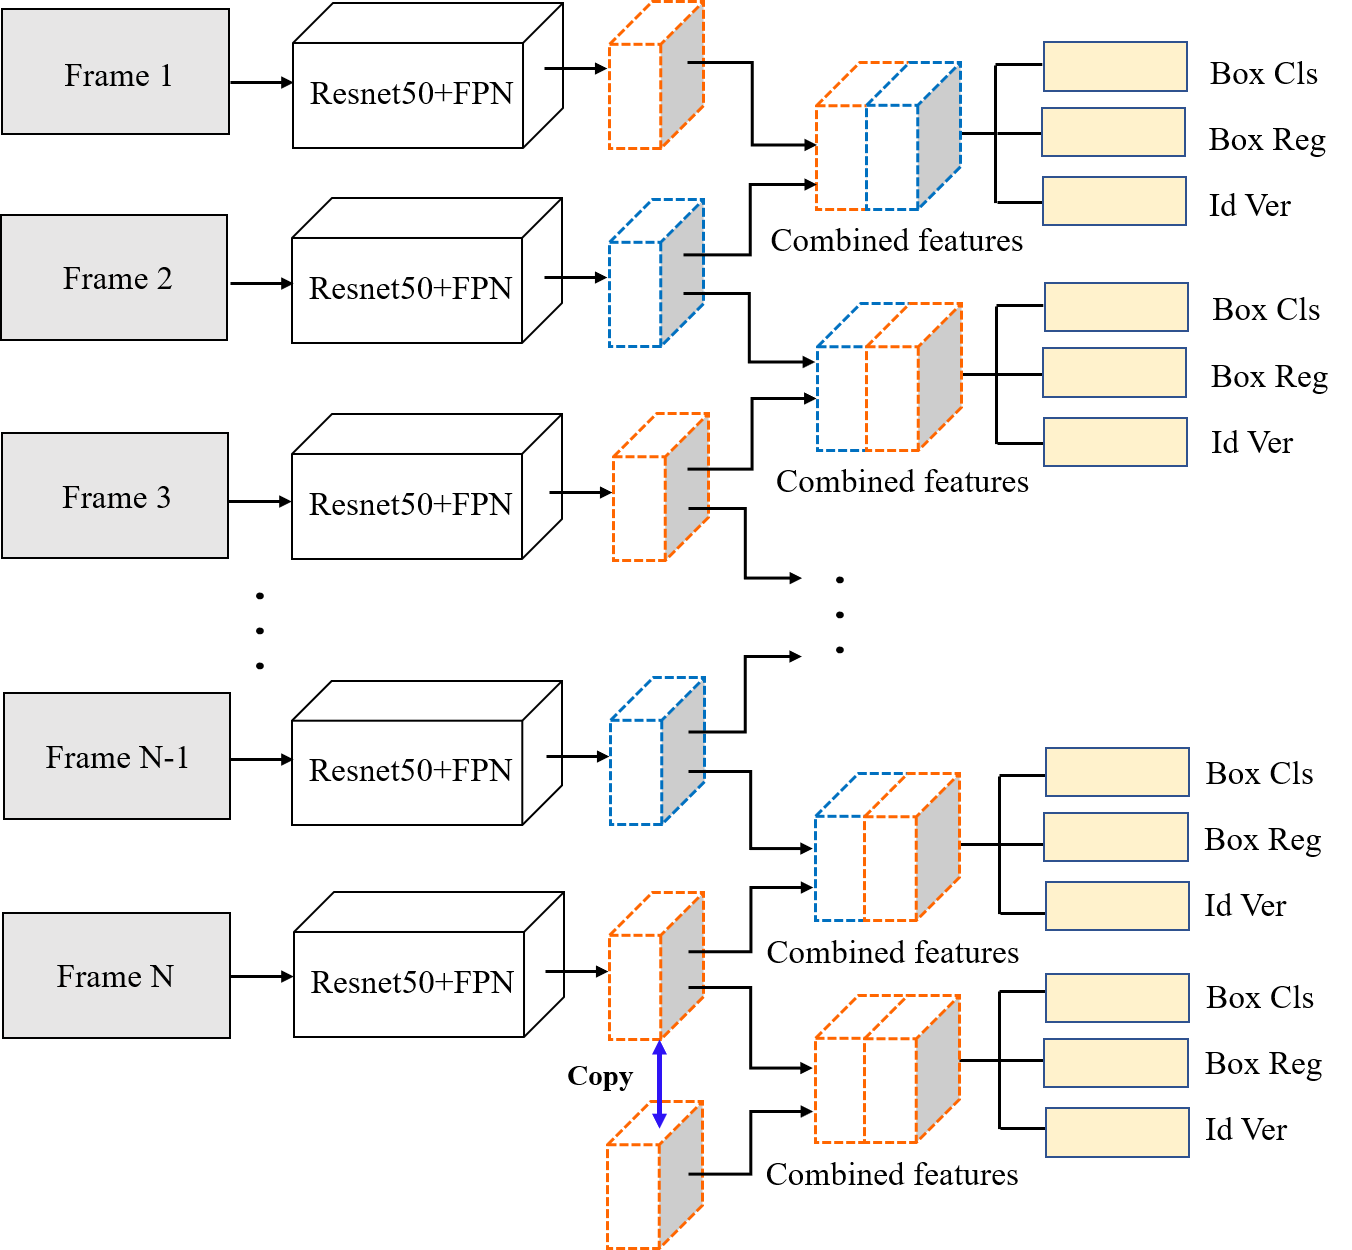 Frame 1
Resnet50+FPN
Box Cls
Box Reg
Id Ver
Combined features
Frame 2
Resnet50+FPN
Box Cls
Box Reg
Id Ver
Combined features
Frame 3
Resnet50+FPN
Frame N-1
Resnet50+FPN
Box Cls
Box Reg
Id Ver
Combined features
Frame N
Resnet50+FPN
Box Cls
Box Reg
Id Ver
Copy
Combined features